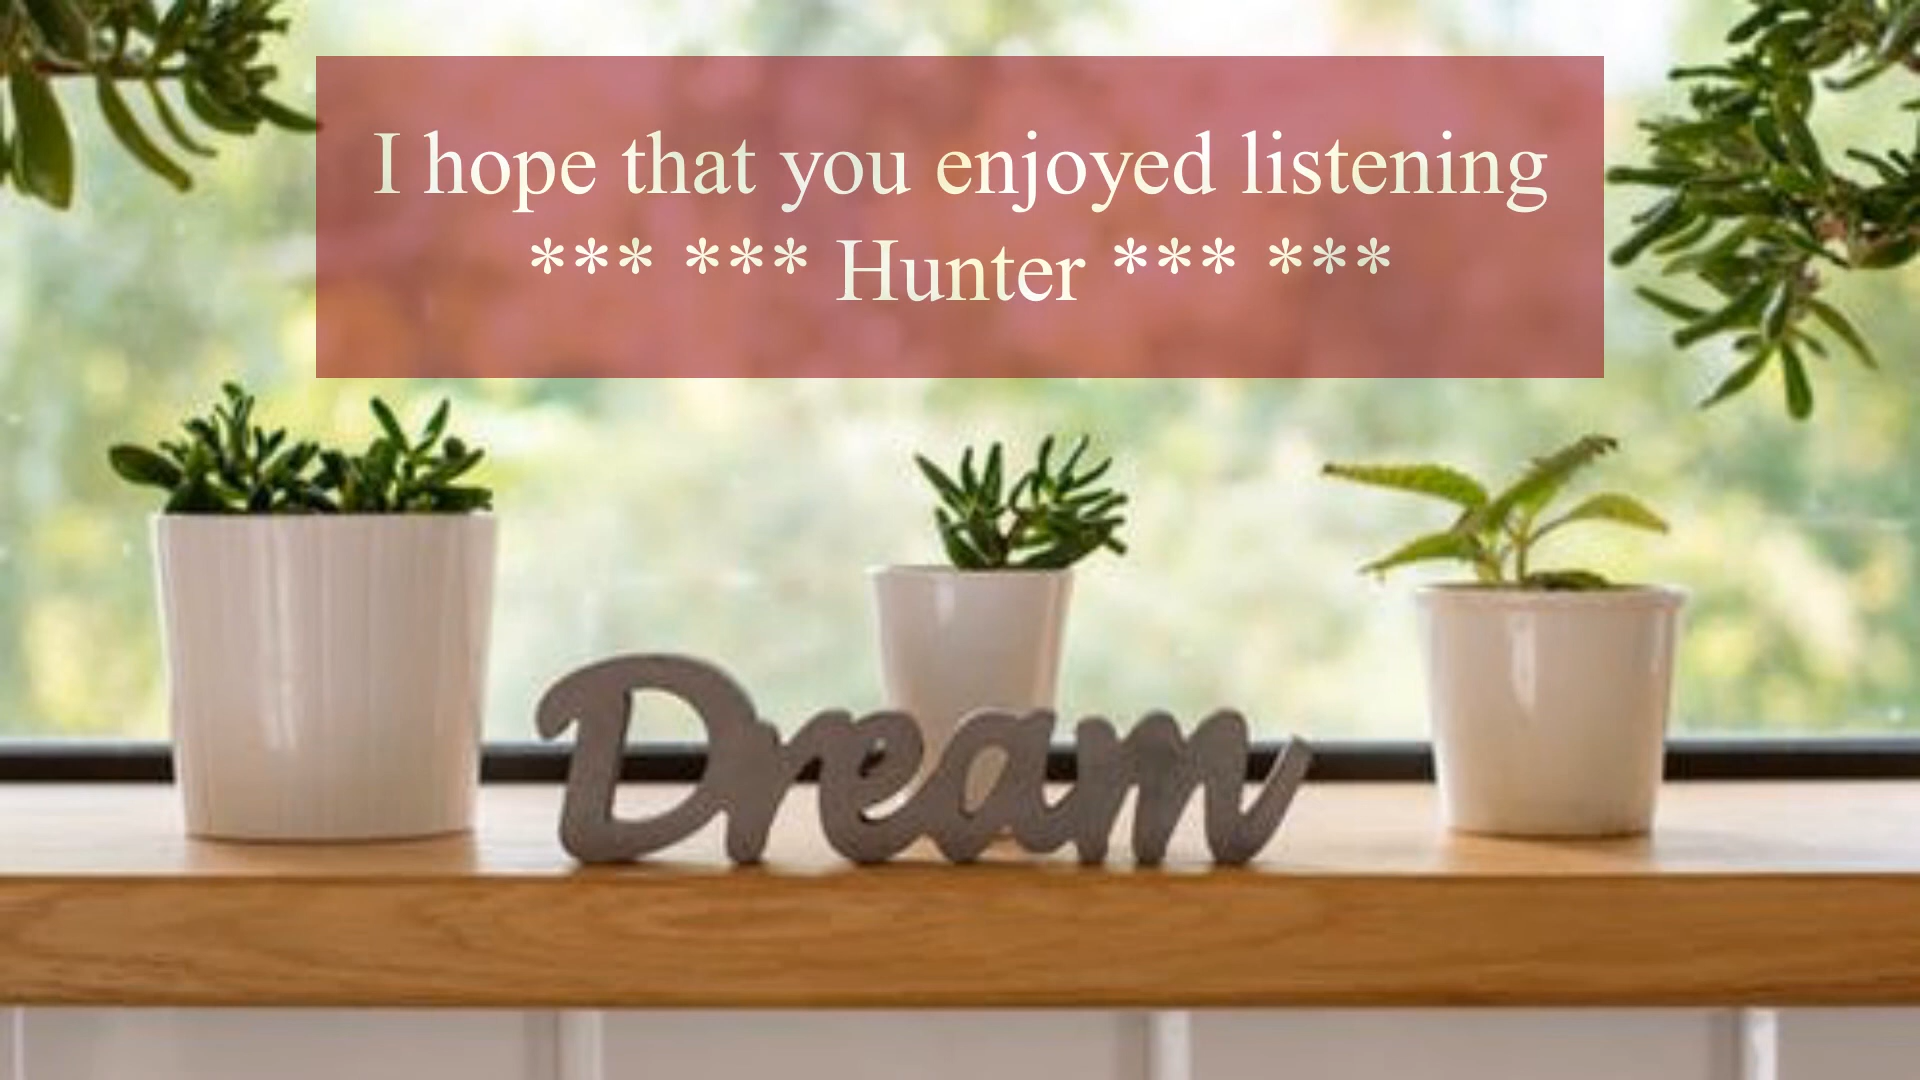 I hope that you enjoyed listening
*** *** Hunter *** ***
Dream